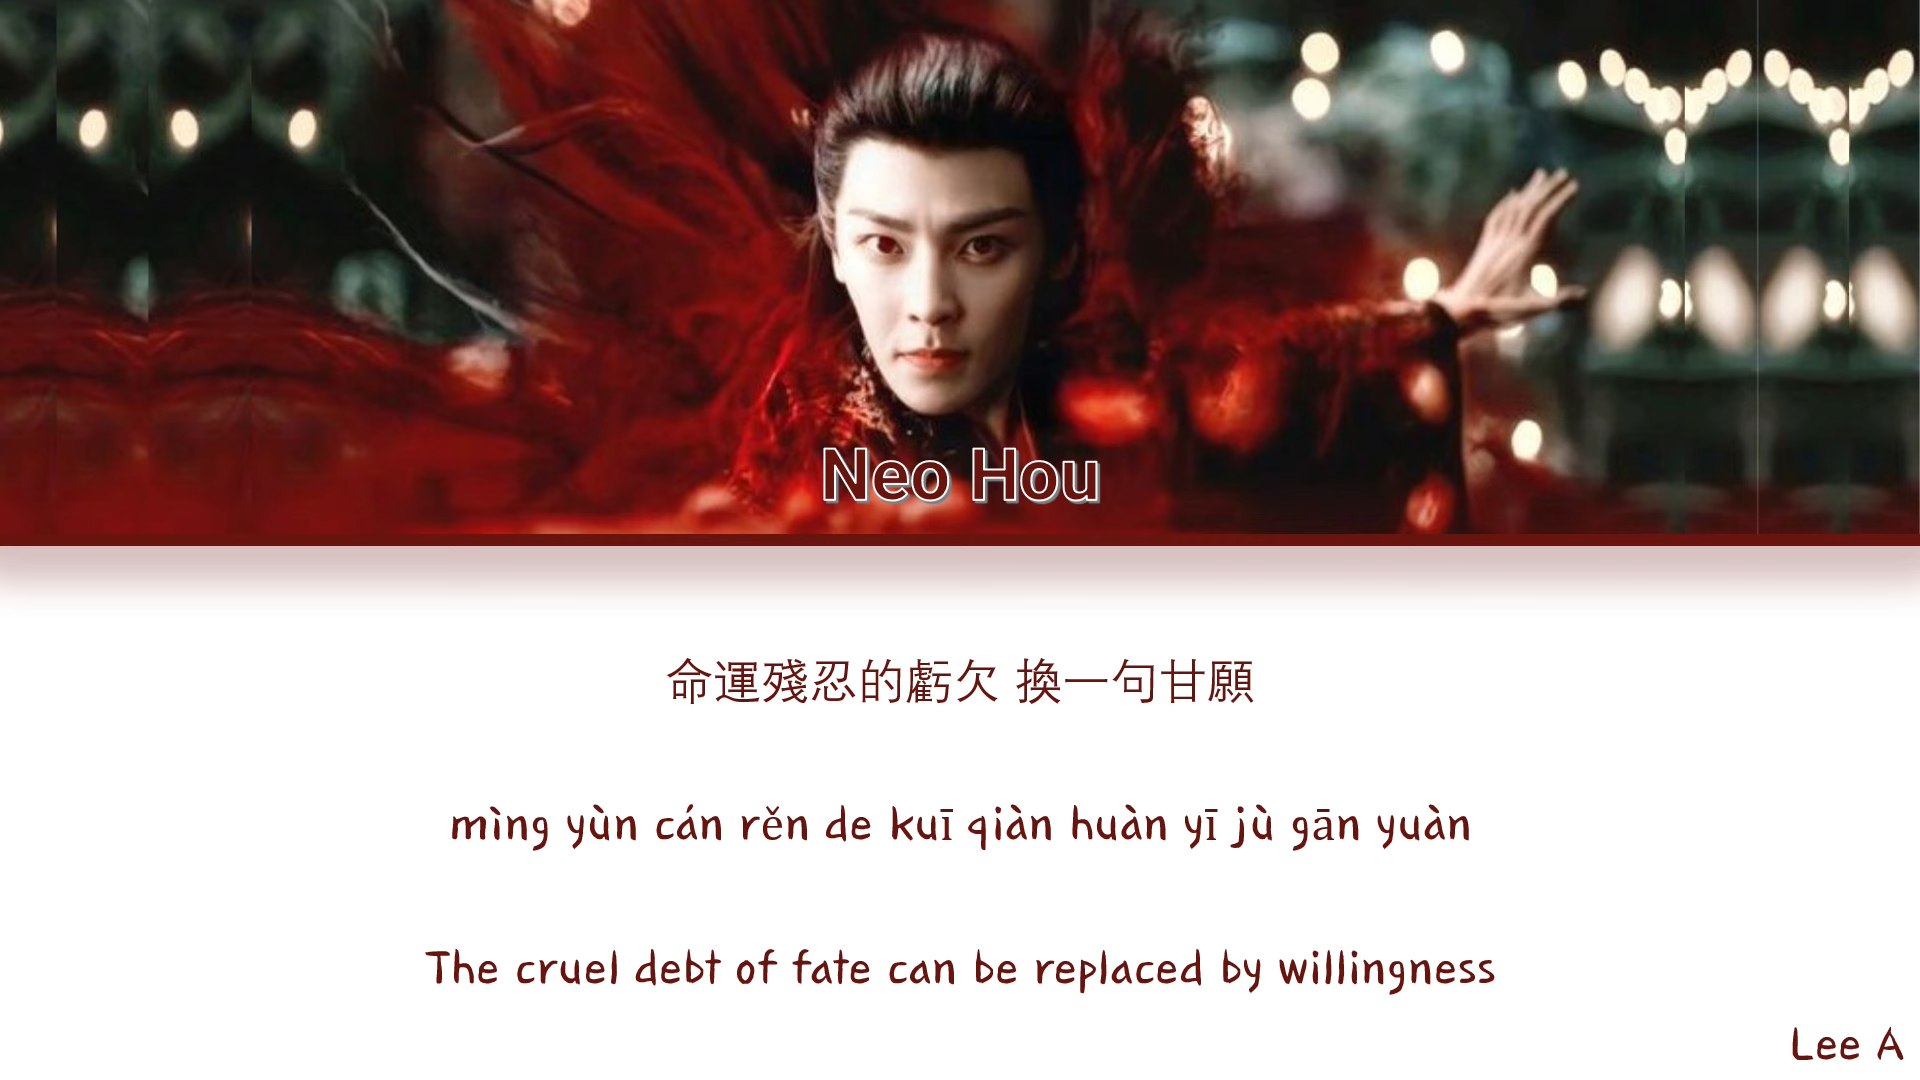 Neo Hou
命運殘忍的虧欠 換一句甘願
mìng yùn cán rěn de kuī qiàn huàn yī jù gān yuàn
The cruel debt of fate can be replaced by willingness
Lee A